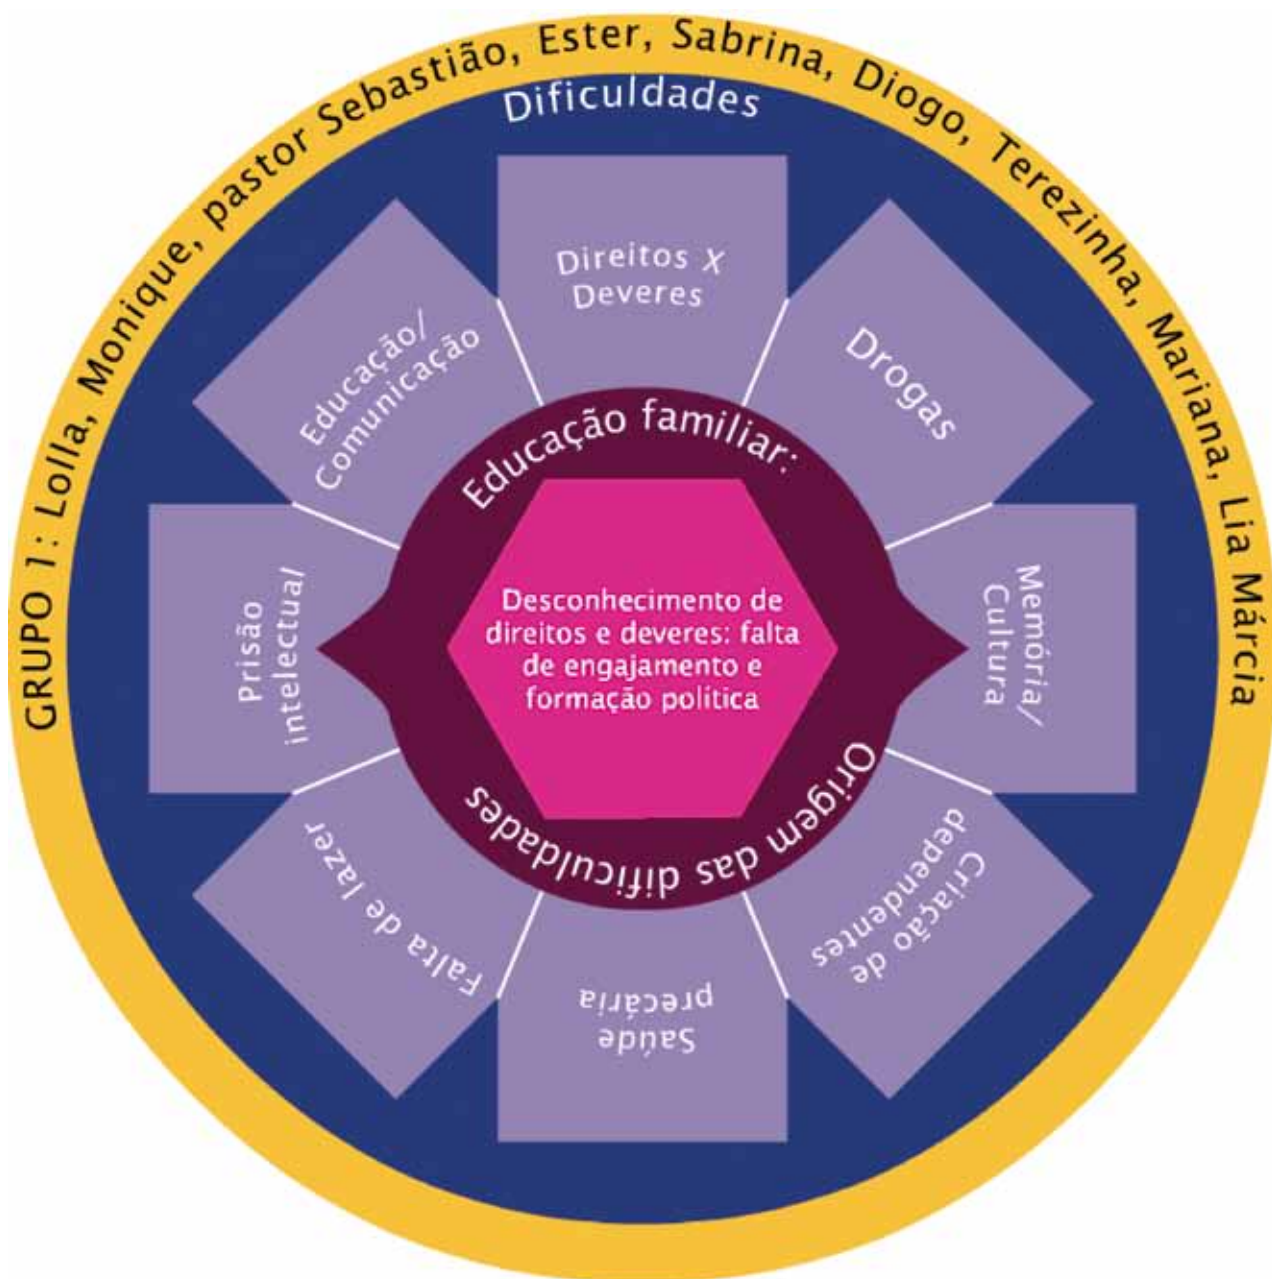 GRUPO 1: Lolla, Monique, pastor Sebastião, Ester, Sabrina, Diogo, Terezinha, Mariana, Lia Márcia
Dificuldades
Direitos X
Deveres
Drogas
Memória/
Cultura
Criação de
dependentes
Saúde
precária
Falta de lazer
Prisão
intelectual
Educação/
Comunicação
Educação familiar:
Origem das dificuldades
Desconhecimento de
direitos e deveres: falta
de engajamento e
formação política